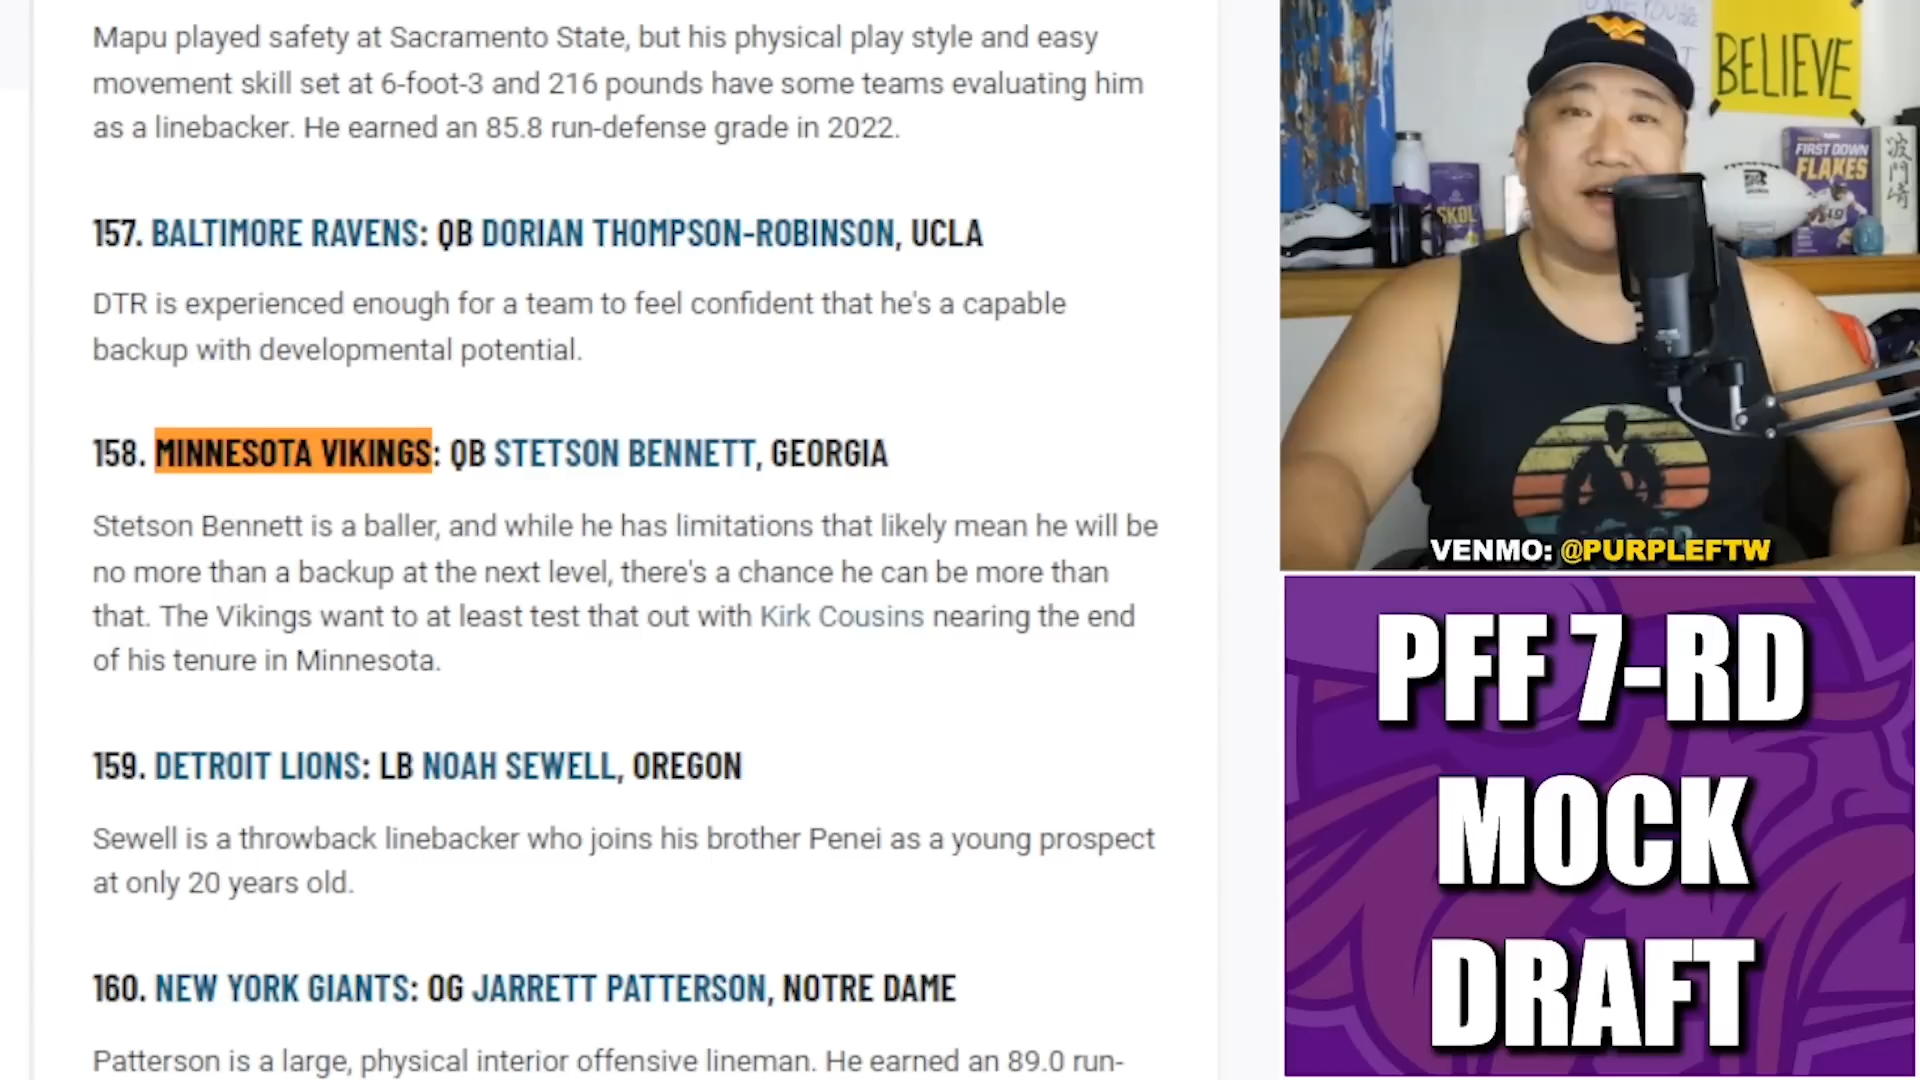 Mapu played safety at Sacramento State, but his physical play style and easy
movement skill set at 6-foot-3 and 216 pounds have some teams evaluating him
as a linebacker. He earned an 85.8 run-defense grade in 2022.
157. BALTIMORE RAVENS: QB DORIAN THOMPSON-ROBINSON, UCLA
DTR is experienced enough for a team to feel confident that he's a capable
backup with developmental potential.
158. MINNESOTA VIKINGS: QB STETSON BENNETT, GEORGIA
Stetson Bennett is a baller, and while he has limitations that likely mean he will be
no more than a backup at the next level, there's a chance he can be more than
that. The Vikings want to at least test that out with Kirk Cousins nearing the end
of his tenure in Minnesota.
159. DETROIT LIONS: LB NOAH SEWELL, OREGON
Sewell is a throwback linebacker who joins his brother Penei as a young prospect
at only 20 years old.
160. NEW YORK GIANTS: OG JARRETT PATTERSON, NOTRE DAME
Patterson is a large, physical interior offensive lineman. He earned an 89.0 run-
BELIEVE
FIRST DOWN
FLAKES
SKOL
19
VENMO: @PURPLEFTW
PFF 7-RD
MOCK
DRAFT